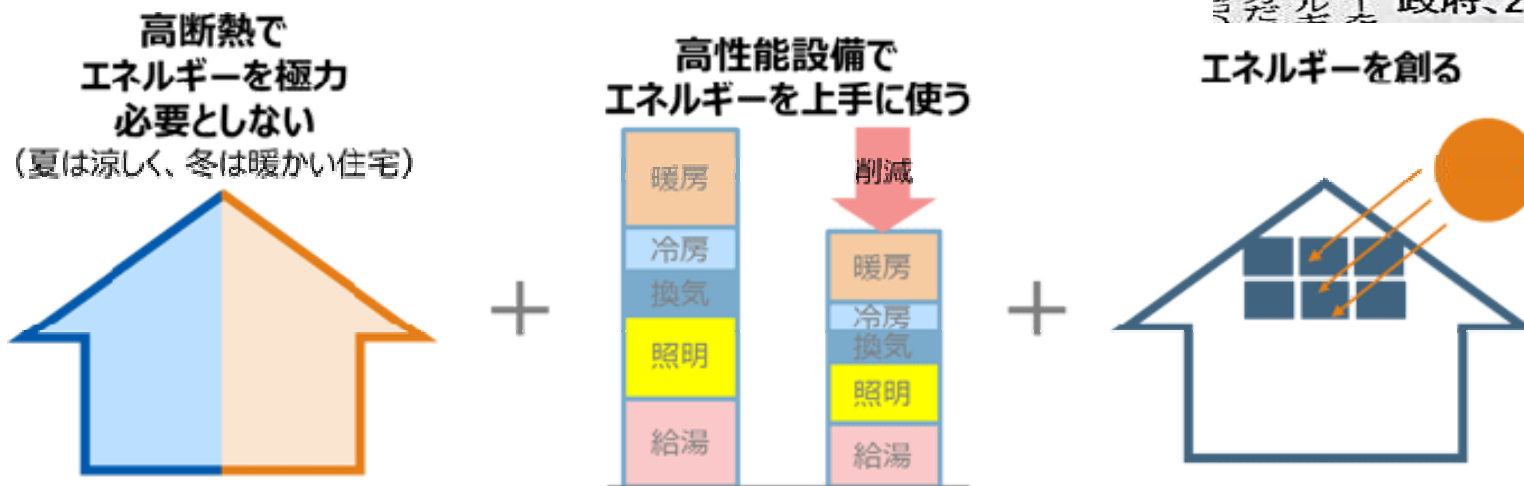 高断熱で
エネルギーを極力
必要としない
（夏は涼しく、冬は暖かい住宅）
高性能設備で
エネルギーを上手に使う
暖房
冷房
換気
照明
給湯
削減
暖房
冷房
換気
照明
給湯
エネルギーを創る
政府、2